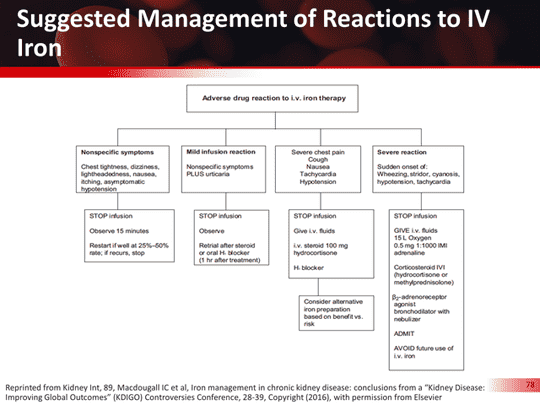 Suggested Management of Reactions to IV
Iron
Adverse drug reaction to i.v. iron therapy
Nonspecific symptoms
Chest tightness, dizziness,
lightheadedness, nausea,
itching, asymptomatic
hypotension
Mild infusion reaction
Nonspecific symptoms
PLUS urticaria
Severe chest pain
Cough
Nausea
Tachycardia
Hypotension
Severe reaction
Sudden onset of:
Wheezing, stridor, cyanosis,
hypotension, tachycardia
STOP infusion
Observe 15 minutes
Restart if well at 25%–50%
rate; if recurs, stop
STOP infusion
Observe
Retrial after steroid
or oral H₁ blocker
(1 hr after treatment)
STOP infusion
Give i.v. fluids
i.v. steroid 100 mg
hydrocortisone
H₁ blocker
Consider alternative
iron preparation
based on benefit vs.
risk
STOP infusion
GIVE i.v. fluids
15 L Oxygen
0.5 mg 1:1000 IMI
adrenaline
Corticosteroid IVI
(hydrocortisone or
methylprednisolone)
β₂-adrenoreceptor
agonist
bronchodilator with
nebulizer
ADMIT
AVOID future use of
i.v. iron
Reprinted from Kidney Int, 89, Macdougall IC et al, Iron management in chronic kidney disease: conclusions from a “Kidney Disease:
Improving Global Outcomes” (KDIGO) Controversies Conference, 28-39, Copyright (2016), with permission from Elsevier
78